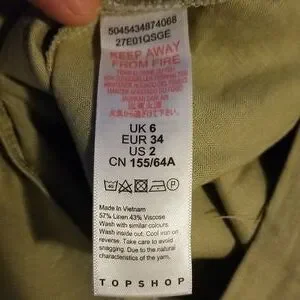 5045434874068
27E01QSGE
KEEP AWAY
FROM FIRE
UK 6
EUR 34
US 2
CN 155/64A
40
P
Made in Vietnam
57% Linen 43% Viscose
Wash with similar colours.
Wash inside out. Cool iron on
reverse. Take care to avoid
snagging. Due to the natural
characteristics of the yarn.
TOPSHOP